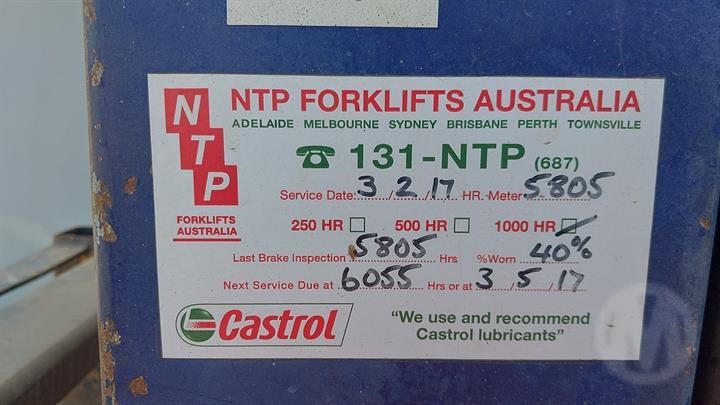 NTP FORKLIFTS AUSTRALIA
ADELAIDE MELBOURNE SYDNEY BRISBANE PERTH TOWNSVILLE
N
T
P
FORKLIFTS
AUSTRALIA
☎ 131-NTP (687)
Service Date: 3 / 2 / 17 HR. Meter 5805
250 HR ☐ 500 HR ☐ 1000 HR ☑
Last Brake Inspection 5805 Hrs % Worn 40%
Next Service Due at 6055 Hrs or at 3 / 5 / 17
Castrol
"We use and recommend
Castrol lubricants"
M